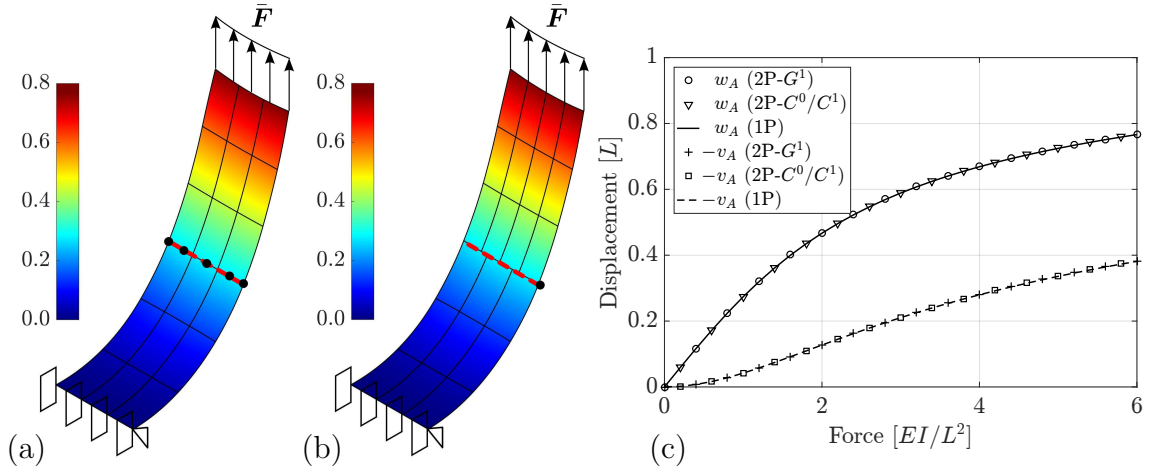 F̄
0.8
0.6
0.4
0.2
0.0
(a)
F̄
0.8
0.6
0.4
0.2
0.0
(b)
1
0.8
0.6
0.4
0.2
0
Displacement [L]
w_A (2P-G¹)
w_A (2P-C⁰/C¹)
w_A (1P)
−v_A (2P-G¹)
−v_A (2P-C⁰/C¹)
−v_A (1P)
0 2 4 6
Force [EI/L²]
(c)